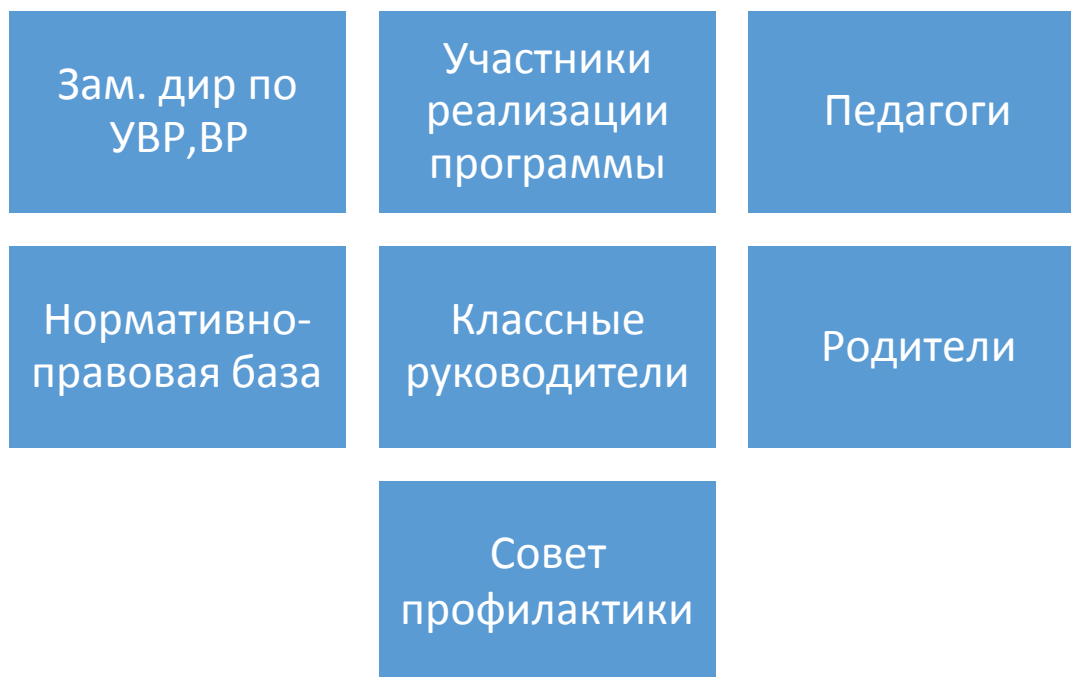 Зам. дир по
УВР,ВР
Участники
реализации
программы
Педагоги
Нормативно-
правовая база
Классные
руководители
Родители
Совет
профилактики